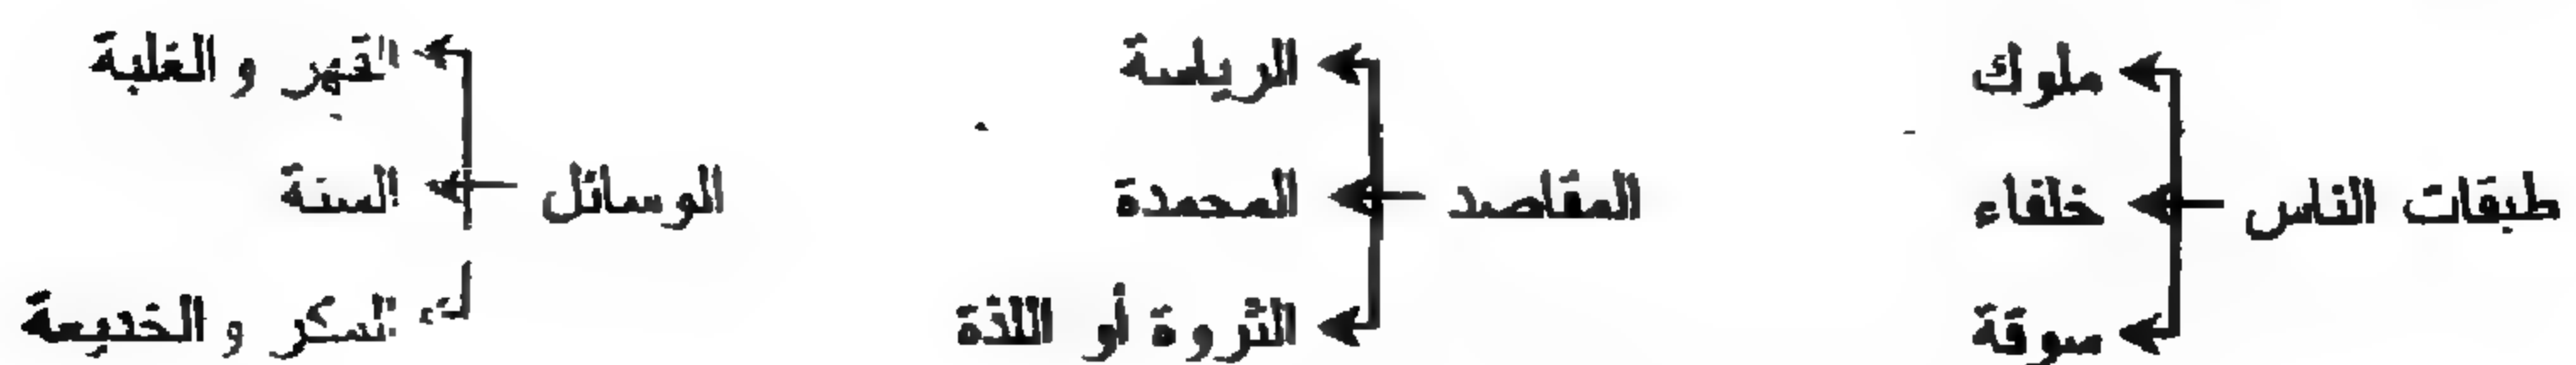 ملوك
طبقات الناس
خلفاء
سوقة
الرياسة
المقاصد
المحمدة
الثروة أو اللذة
القهر و الغلبة
الوسائل
السنة
المكر و الخديعة